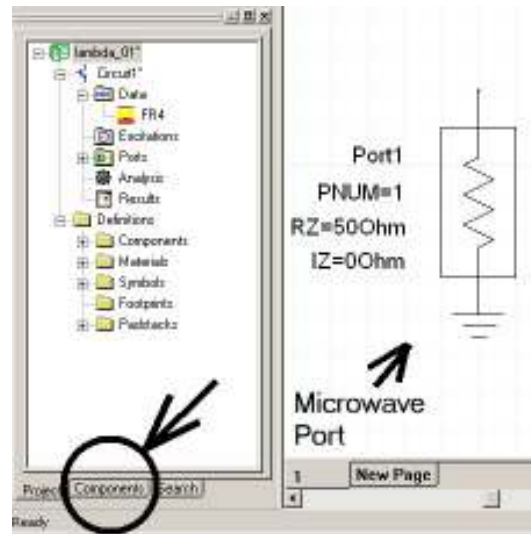 lambda_01*
Circuit1*
Data
FR4
Excitations
Ports
Analysis
Results
Definitions
Components
Materials
Symbols
Footprints
Padstacks
Project
Components
Search
Ready
Port1
PNUM=1
RZ=50Ohm
IZ=0Ohm
Microwave
Port
1
New Page